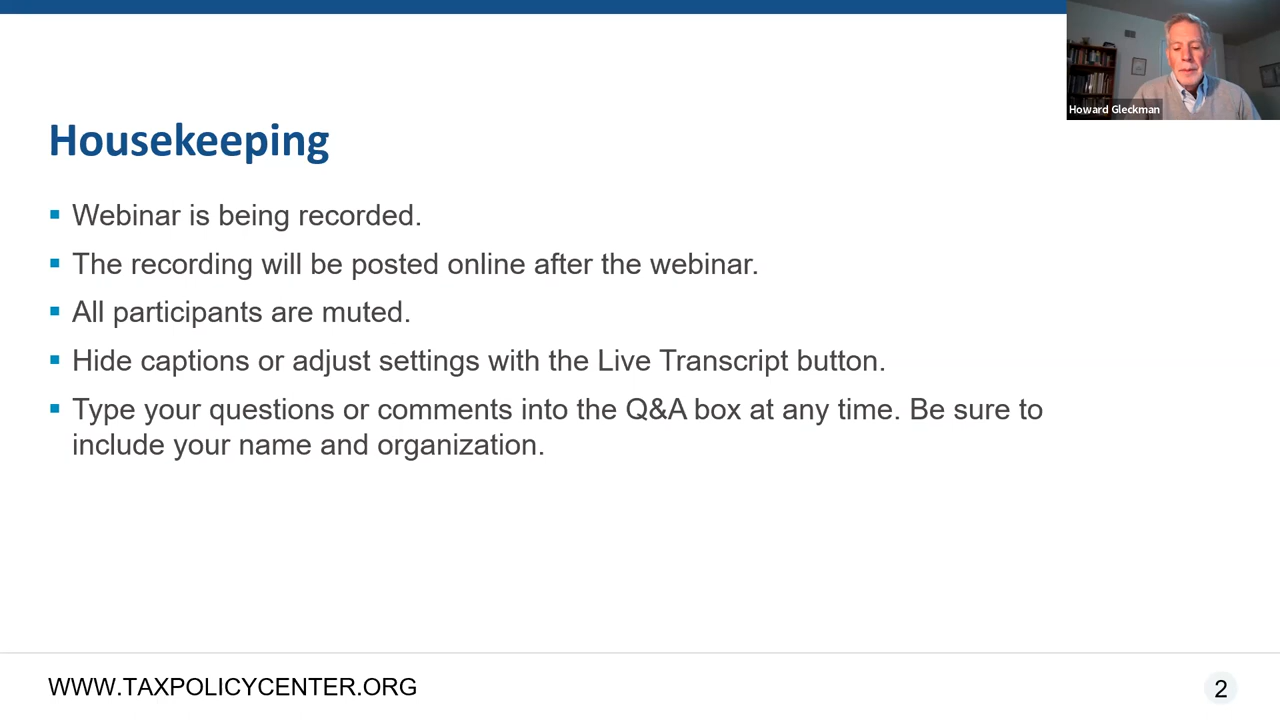 Howard Gleckman
Housekeeping
Webinar is being recorded.
The recording will be posted online after the webinar.
All participants are muted.
Hide captions or adjust settings with the Live Transcript button.
Type your questions or comments into the Q&A box at any time. Be sure to
include your name and organization.
WWW.TAXPOLICYCENTER.ORG
2